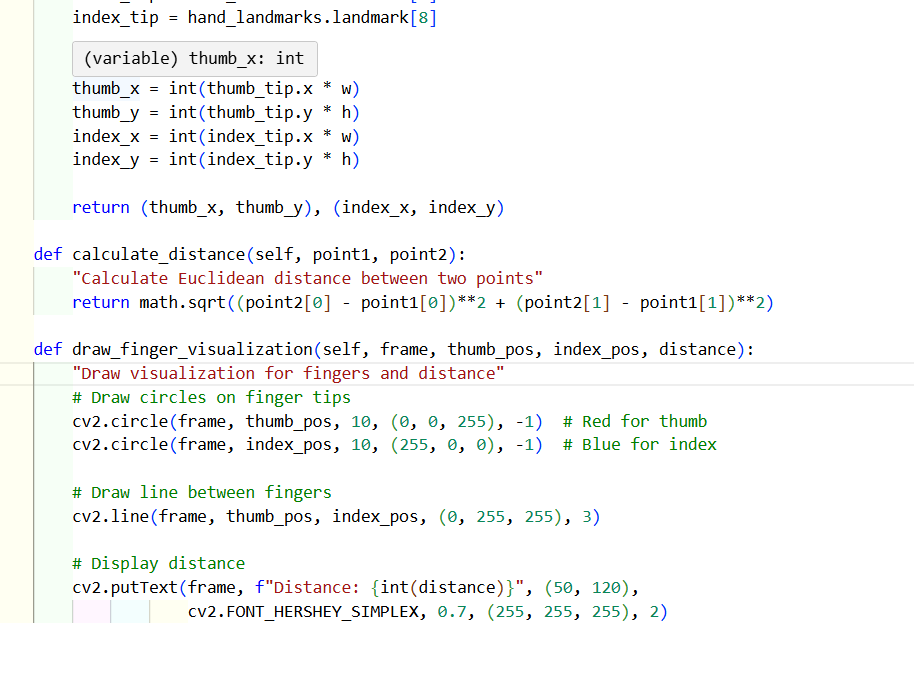 index_tip = hand_landmarks.landmark[8]
(variable) thumb_x: int
thumb_x = int(thumb_tip.x * w)
thumb_y = int(thumb_tip.y * h)
index_x = int(index_tip.x * w)
index_y = int(index_tip.y * h)
return (thumb_x, thumb_y), (index_x, index_y)
def calculate_distance(self, point1, point2):
"Calculate Euclidean distance between two points"
return math.sqrt((point2[0] - point1[0])**2 + (point2[1] - point1[1])**2)
def draw_finger_visualization(self, frame, thumb_pos, index_pos, distance):
"Draw visualization for fingers and distance"
# Draw circles on finger tips
cv2.circle(frame, thumb_pos, 10, (0, 0, 255), -1)  # Red for thumb
cv2.circle(frame, index_pos, 10, (255, 0, 0), -1)  # Blue for index
# Draw line between fingers
cv2.line(frame, thumb_pos, index_pos, (0, 255, 255), 3)
# Display distance
cv2.putText(frame, f"Distance: {int(distance)}", (50, 120),
cv2.FONT_HERSHEY_SIMPLEX, 0.7, (255, 255, 255), 2)